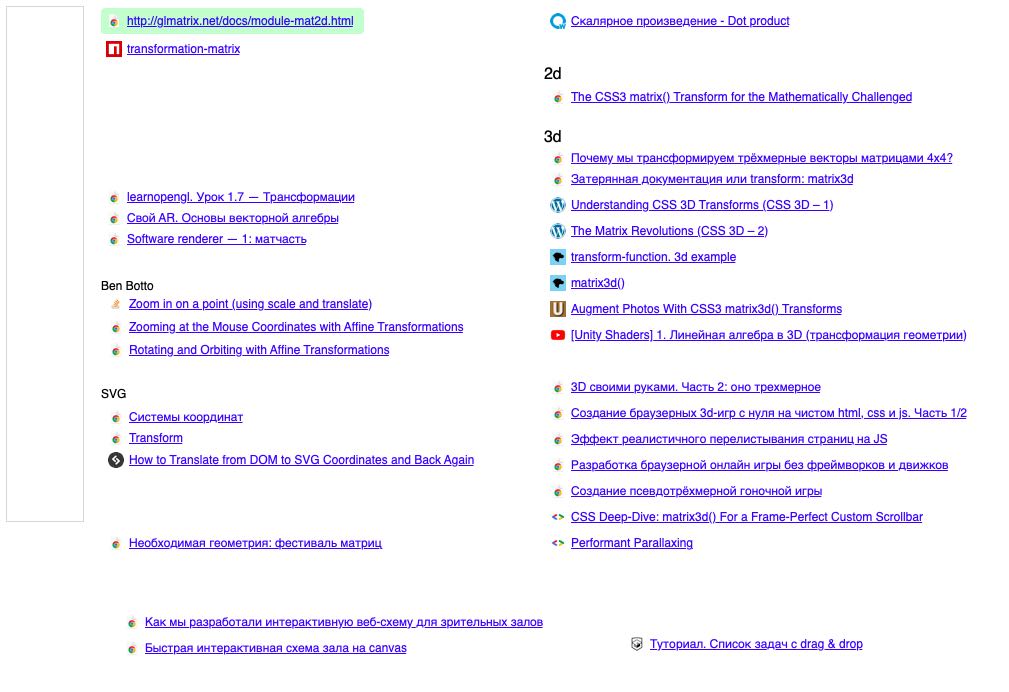 http://glmatrix.net/docs/module-mat2d.html
transformation-matrix
learnopengl. Урок 1.7 — Трансформации
Свой AR. Основы векторной алгебры
Software renderer — 1: матчасть
Ben Botto
Zoom in on a point (using scale and translate)
Zooming at the Mouse Coordinates with Affine Transformations
Rotating and Orbiting with Affine Transformations
SVG
Системы координат
Transform
How to Translate from DOM to SVG Coordinates and Back Again
Необходимая геометрия: фестиваль матриц
Как мы разработали интерактивную веб-схему для зрительных залов
Быстрая интерактивная схема зала на canvas
Скалярное произведение - Dot product
2d
The CSS3 matrix() Transform for the Mathematically Challenged
3d
Почему мы трансформируем трёхмерные векторы матрицами 4х4?
Затерянная документация или transform: matrix3d
Understanding CSS 3D Transforms (CSS 3D – 1)
The Matrix Revolutions (CSS 3D – 2)
transform-function. 3d example
matrix3d()
Augment Photos With CSS3 matrix3d() Transforms
[Unity Shaders] 1. Линейная алгебра в 3D (трансформация геометрии)
3D своими руками. Часть 2: оно трехмерное
Создание браузерных 3d-игр с нуля на чистом html, css и js. Часть 1/2
Эффект реалистичного перелистывания страниц на JS
Разработка браузерной онлайн игры без фреймворков и движков
Создание псевдотрёхмерной гоночной игры
CSS Deep-Dive: matrix3d() For a Frame-Perfect Custom Scrollbar
Performant Parallaxing
Туториал. Список задач с drag & drop